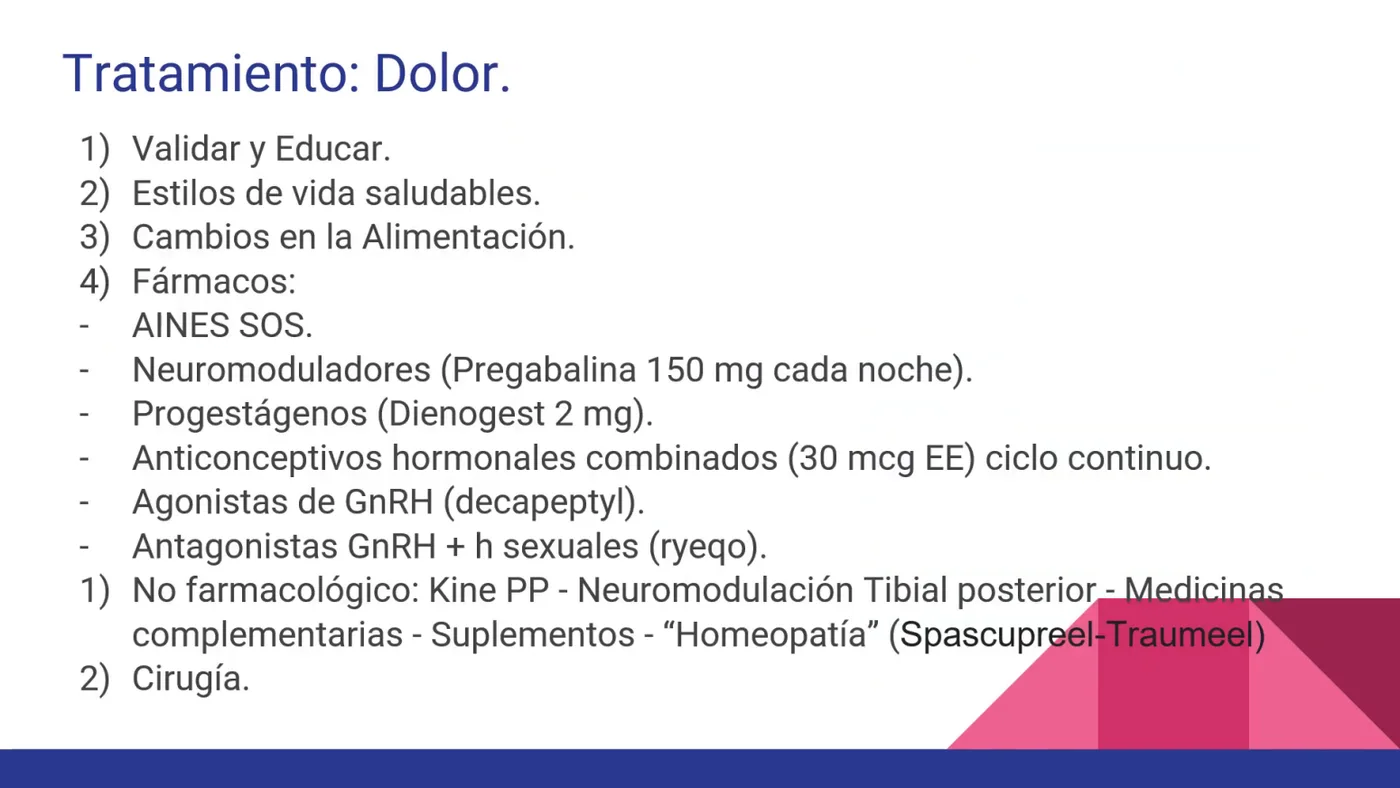 Tratamiento: Dolor.
1) Validar y Educar.
2) Estilos de vida saludables.
3) Cambios en la Alimentación.
4) Fármacos:
- AINES SOS.
- Neuromoduladores (Pregabalina 150 mg cada noche).
- Progestágenos (Dienogest 2 mg).
- Anticonceptivos hormonales combinados (30 mcg EE) ciclo continuo.
- Agonistas de GnRH (decapeptyl).
- Antagonistas GnRH + h sexuales (ryeqo).
1) No farmacológico: Kine PP - Neuromodulación Tibial posterior - Medicinas
complementarias - Suplementos - “Homeopatía” (Spascupreel-Traumeel)
2) Cirugía.